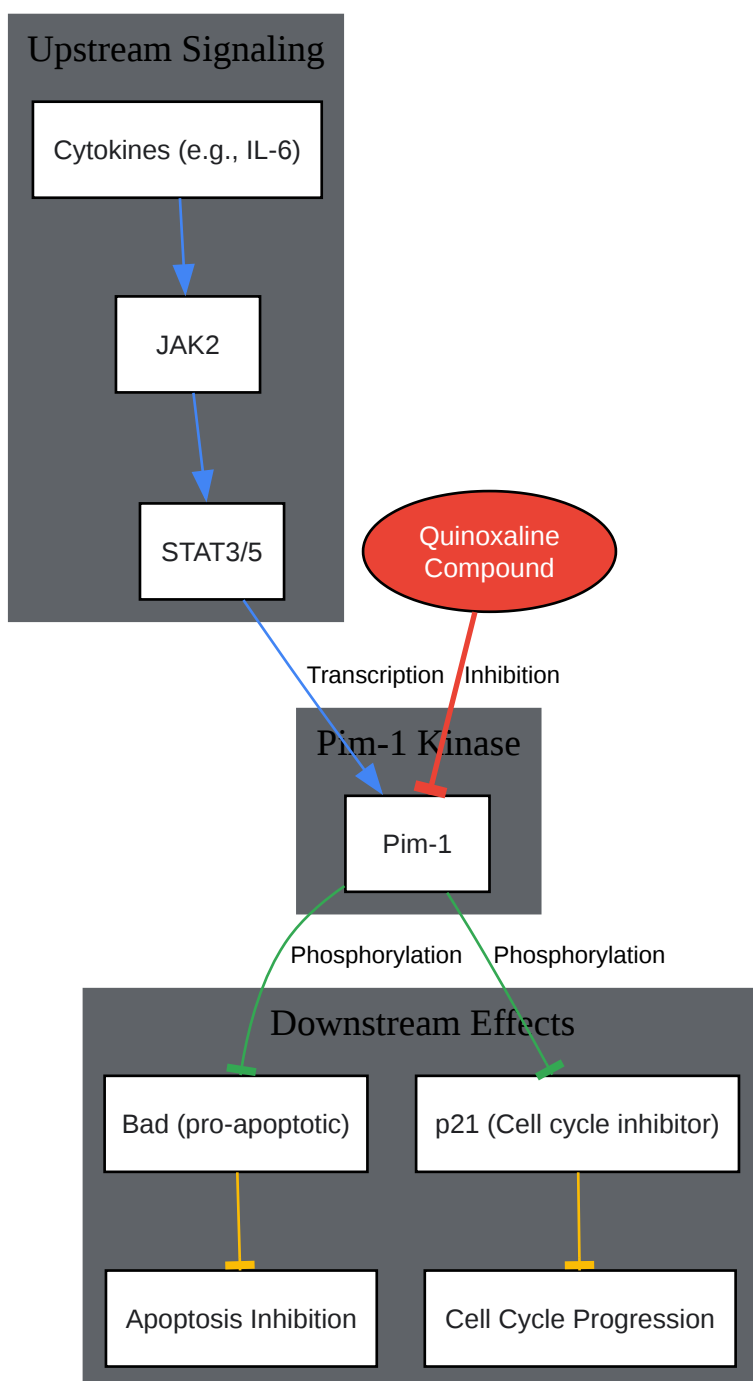 Upstream Signaling
Cytokines (e.g., IL-6)
JAK2
STAT3/5
Quinoxaline
Compound
Transcription
Inhibition
Pim-1 Kinase
Pim-1
Phosphorylation
Phosphorylation
Downstream Effects
Bad (pro-apoptotic)
p21 (Cell cycle inhibitor)
Apoptosis Inhibition
Cell Cycle Progression